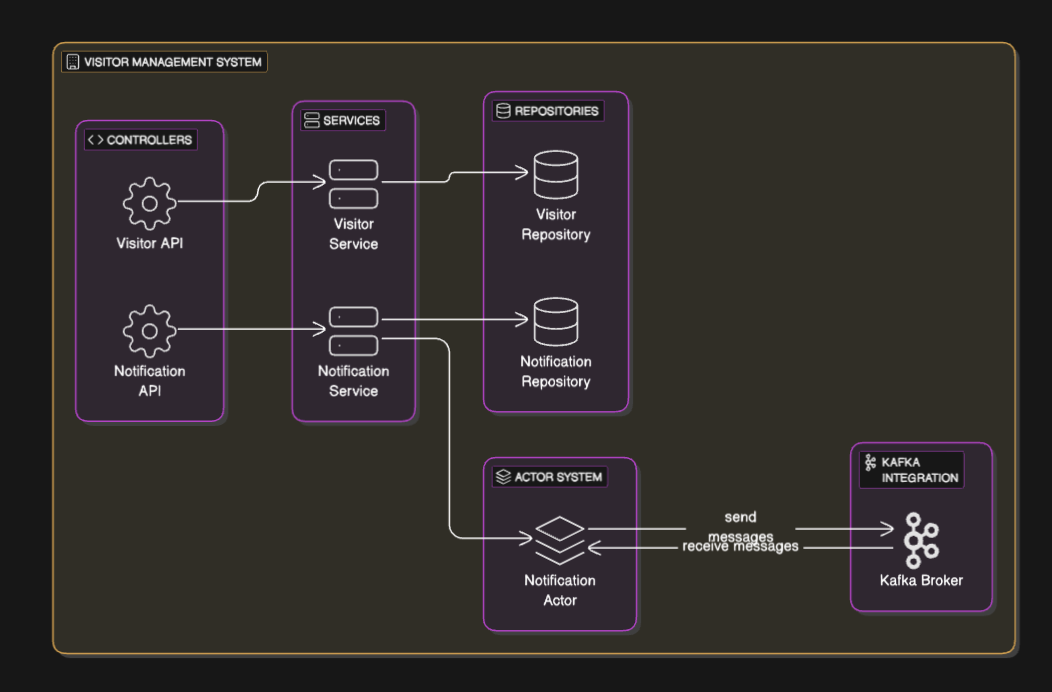 VISITOR MANAGEMENT SYSTEM
CONTROLLERS
Visitor API
Notification
API
SERVICES
Visitor
Service
Notification
Service
REPOSITORIES
Visitor
Repository
Notification
Repository
ACTOR SYSTEM
Notification
Actor
send
messages
receive messages
KAFKA
INTEGRATION
Kafka Broker